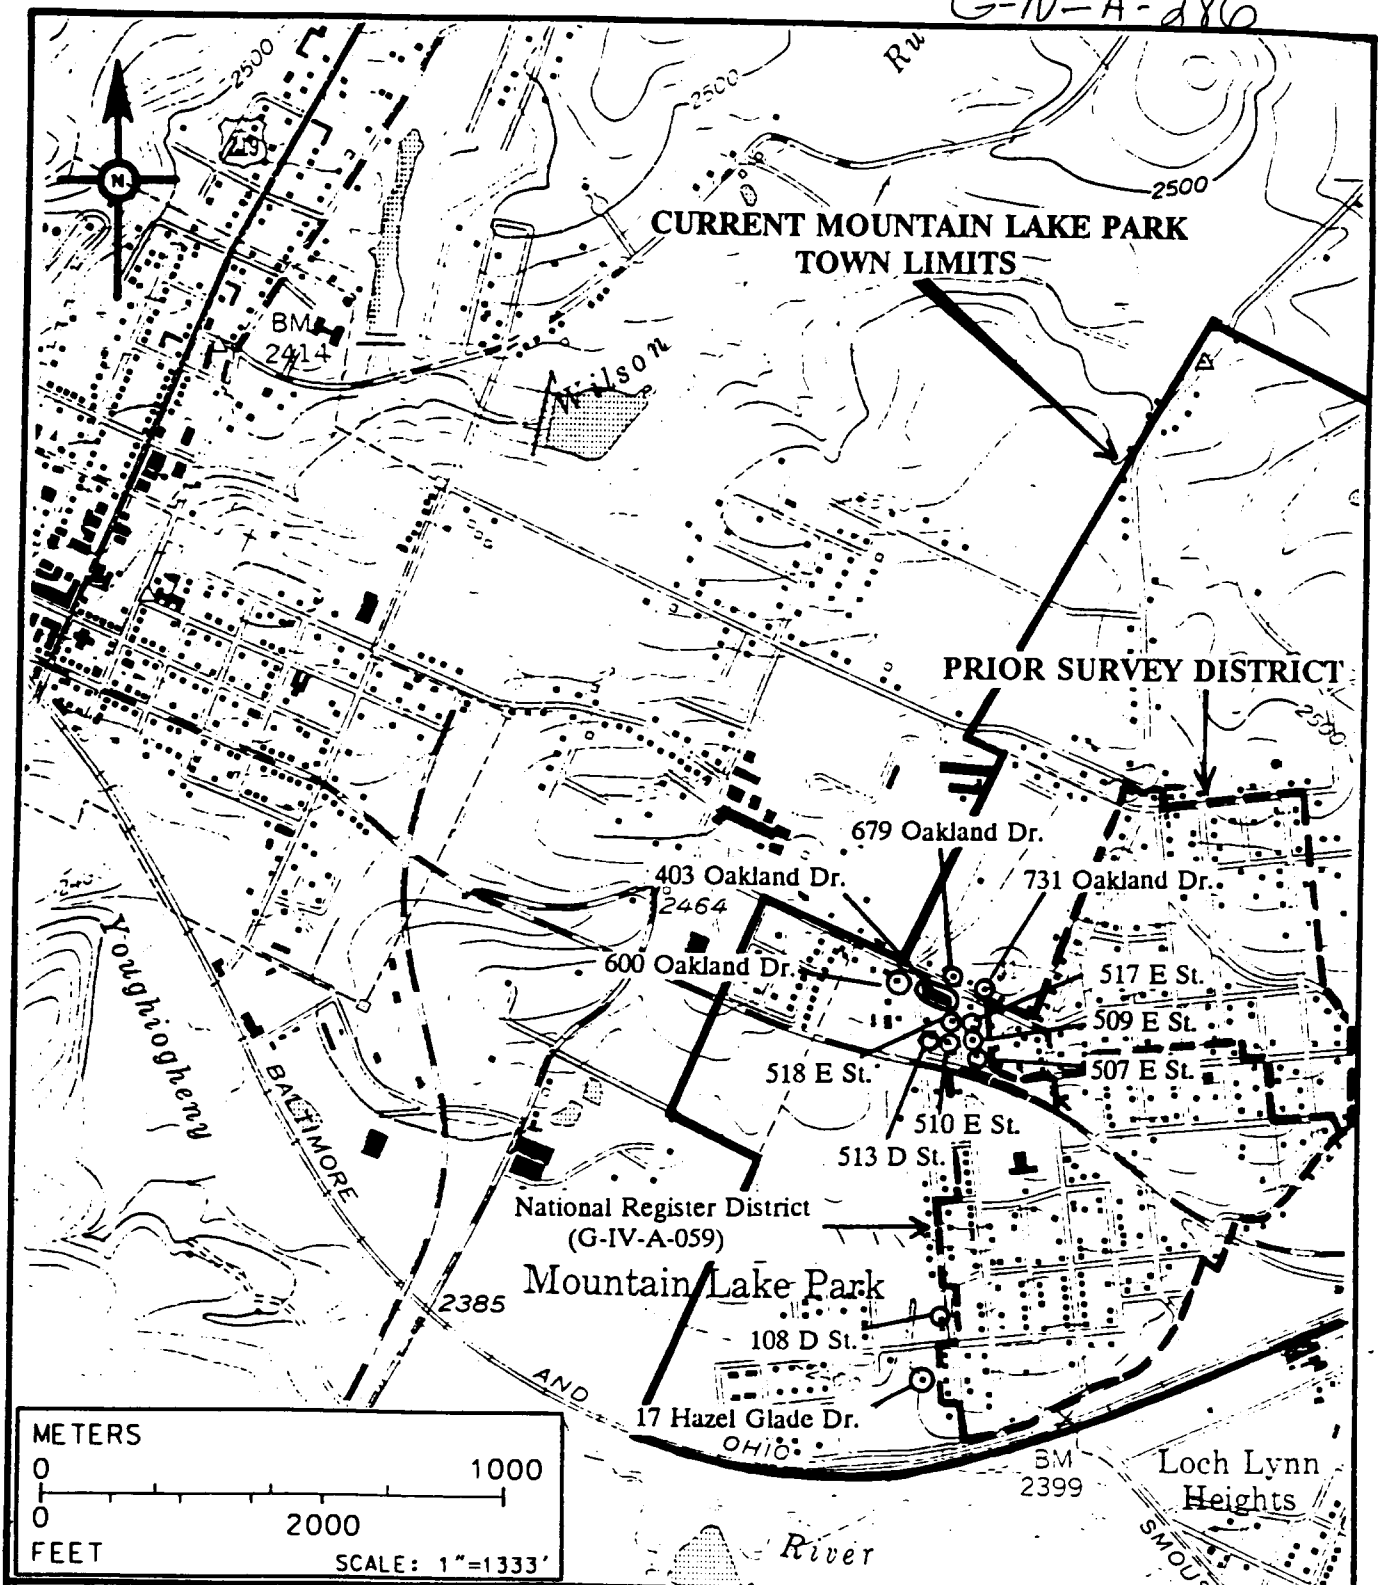 G-IV-A-286
2500
2500
Ru
219
N
2500
CURRENT MOUNTAIN LAKE PARK
TOWN LIMITS
BM
2414
Wilson
PRIOR SURVEY DISTRICT
2500
679 Oakland Dr.
403 Oakland Dr.
731 Oakland Dr.
2464
600 Oakland Dr.
517 E St.
509 E St.
518 E St.
507 E St.
510 E St.
513 D St.
Youghiogheny
BALTIMORE
National Register District
(G-IV-A-059)
Mountain Lake Park
2385
108 D St.
AND
17 Hazel Glade Dr.
OHIO
BM
2399
Loch Lynn
Heights
SMOUS
River
METERS
0 1000
0 2000
FEET
SCALE: 1"=1333'